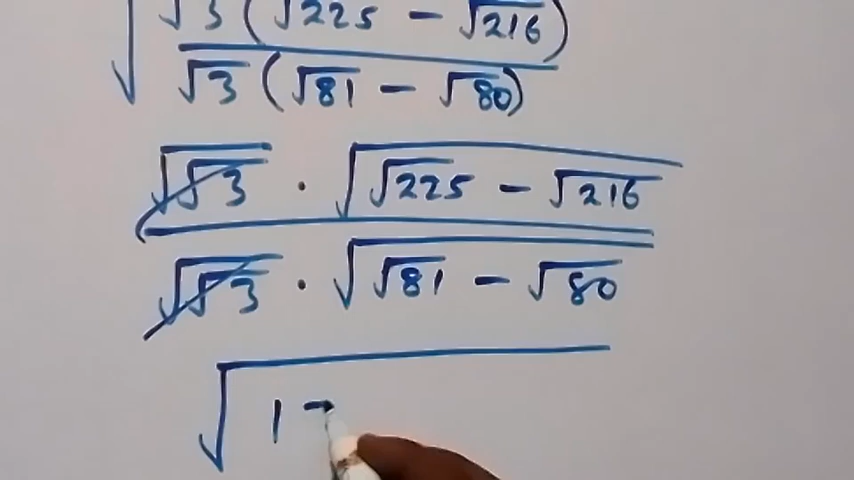 √(√3 (√225 − √216)
√3 (√81 − √80)
√√3 · √(√225 − √216)
√√3 · √(√81 − √80)
√(1